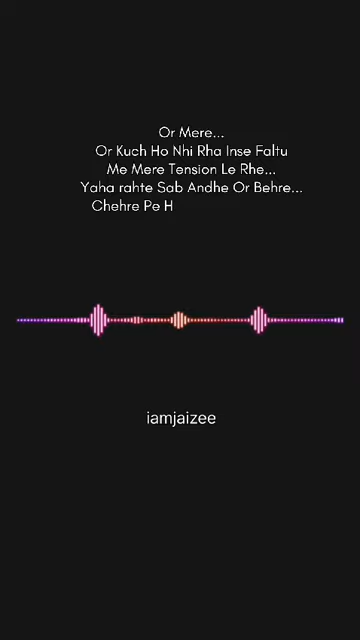 Or Mere...
Or Kuch Ho Nhi Rha Inse Faltu
Me Mere Tension Le Rhe...
Yaha rahte Sab Andhe Or Behre...
Chehre Pe H
iamjaizee